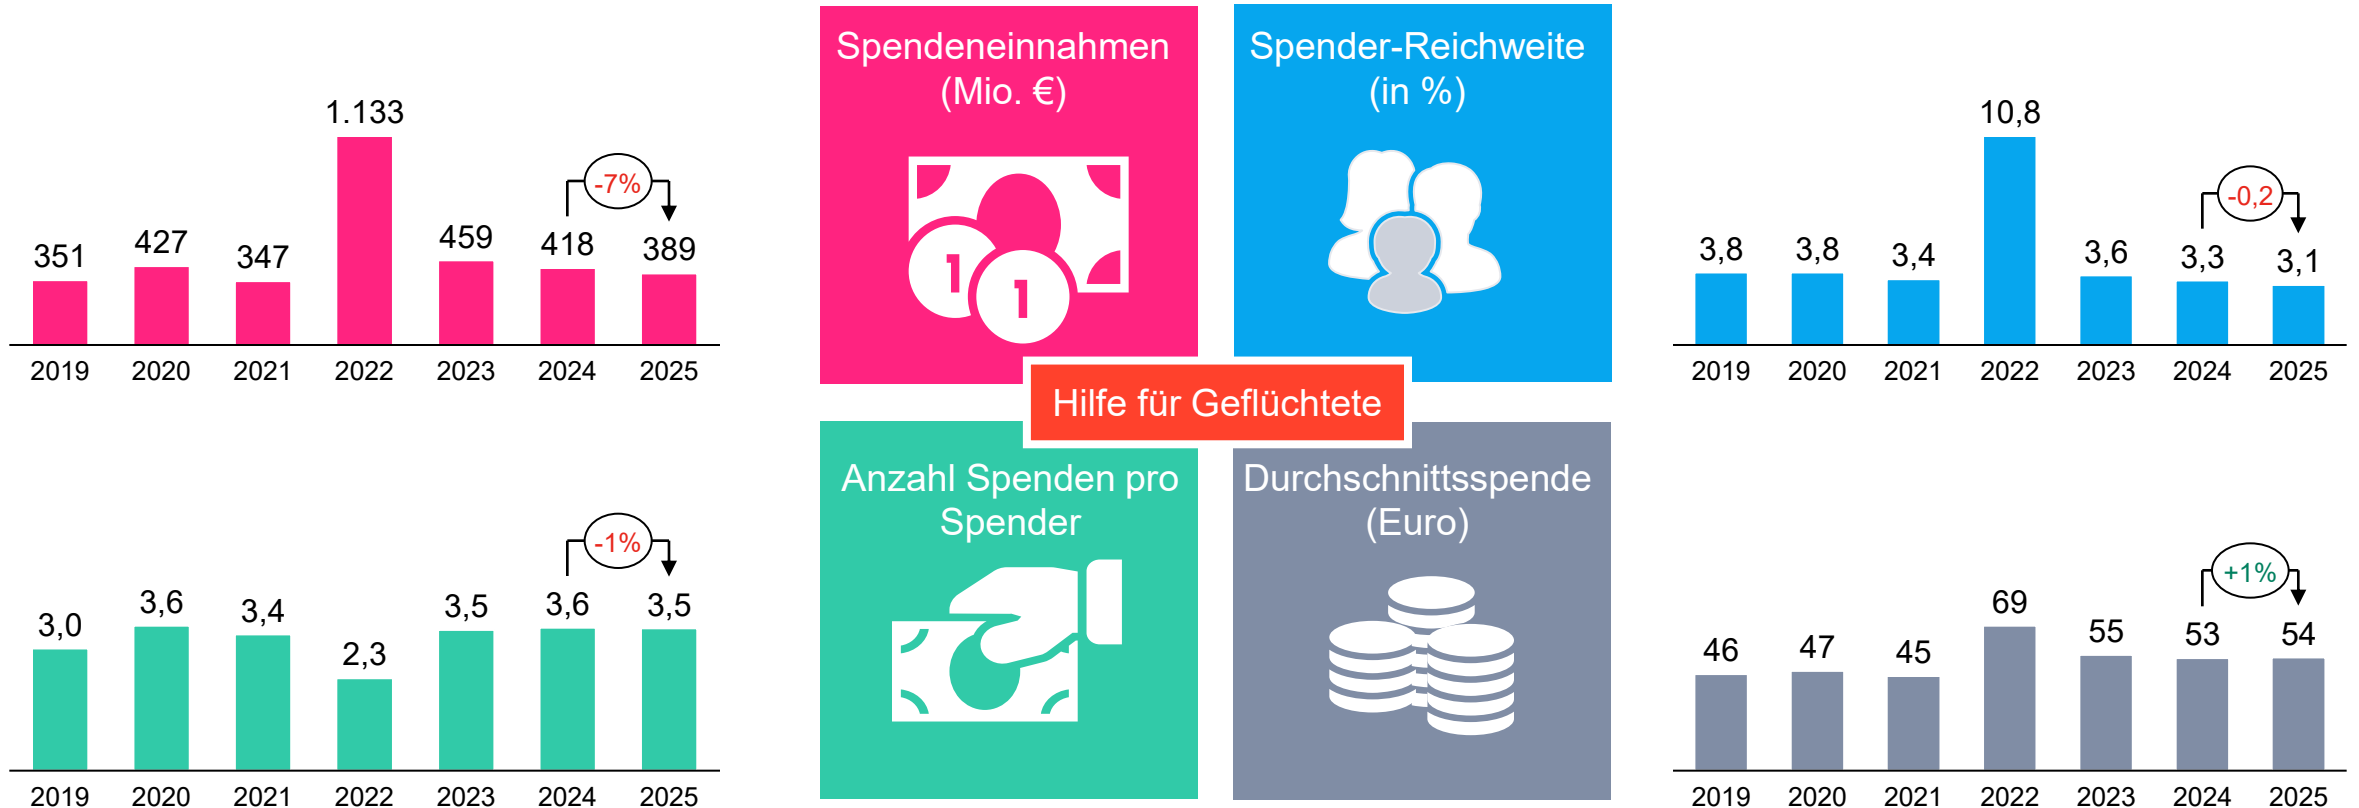 Spendeneinnahmen
(Mio. €)
Spender-Reichweite
(in %)
1.133
-7%
351
427
347
459
418
389
2019 2020 2021 2022 2023 2024 2025
10,8
-0,2
3,8
3,8
3,4
3,6
3,3
3,1
2019 2020 2021 2022 2023 2024 2025
1
1
Hilfe für Geflüchtete
Anzahl Spenden pro
Spender
Durchschnittsspende
(Euro)
-1%
3,0
3,6
3,4
2,3
3,5
3,6
3,5
2019 2020 2021 2022 2023 2024 2025
+1%
46
47
45
69
55
53
54
2019 2020 2021 2022 2023 2024 2025